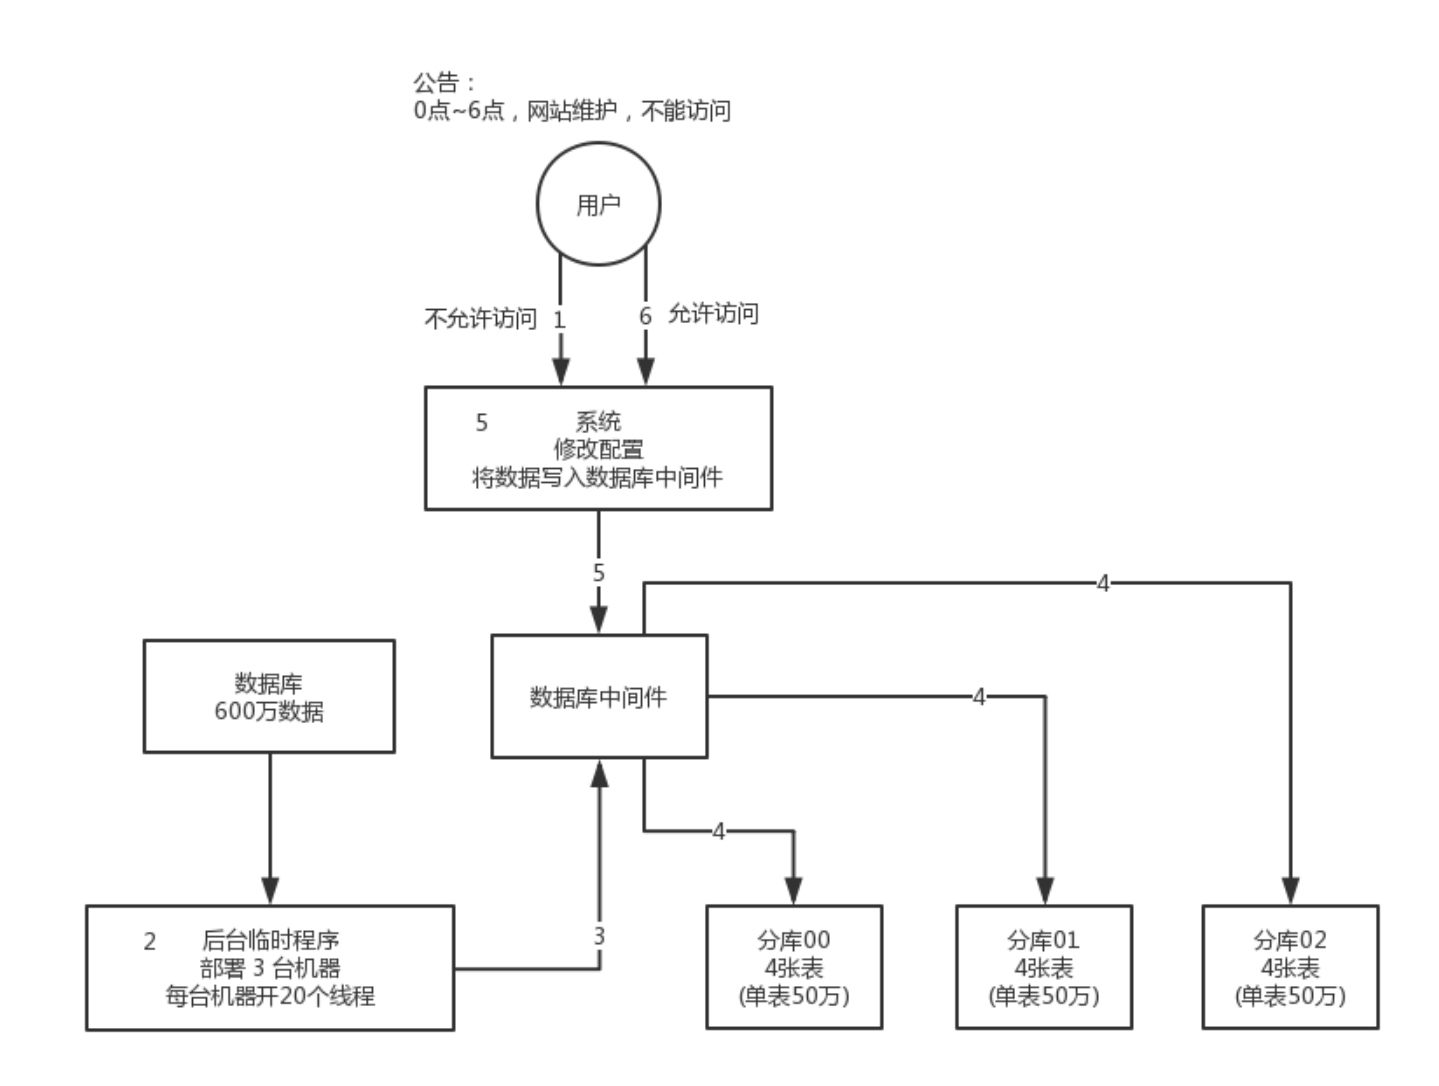 公告：
0点~6点，网站维护，不能访问
用户
不允许访问
1
6
允许访问
5
系统
修改配置
将数据写入数据库中间件
5
4
数据库
600万数据
数据库中间件
4
4
3
2
后台临时程序
部署 3 台机器
每台机器开20个线程
分库00
4张表
(单表50万)
分库01
4张表
(单表50万)
分库02
4张表
(单表50万)